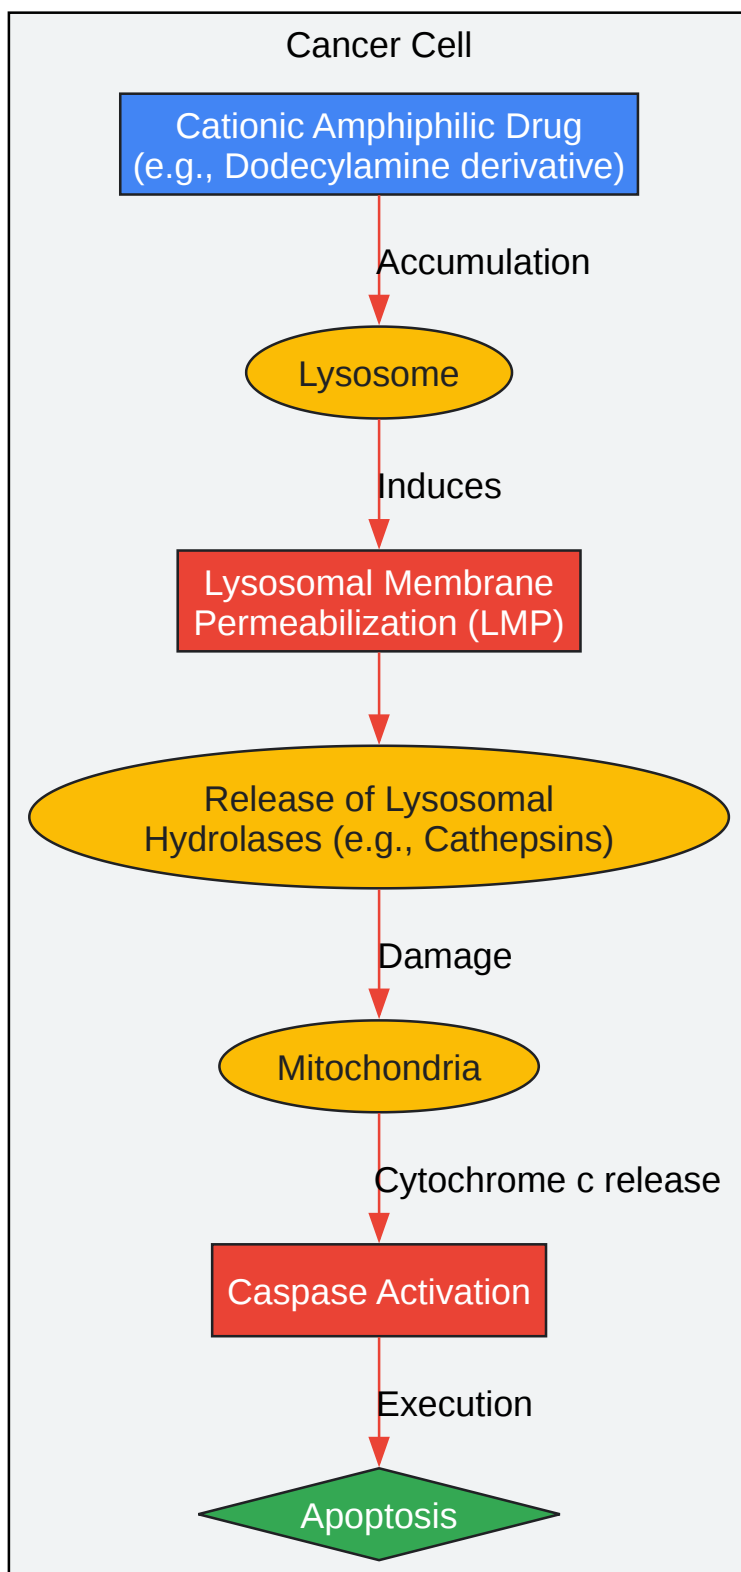 Cancer Cell
Cationic Amphiphilic Drug
(e.g., Dodecylamine derivative)
Accumulation
Lysosome
Induces
Lysosomal Membrane
Permeabilization (LMP)
Release of Lysosomal
Hydrolases (e.g., Cathepsins)
Damage
Mitochondria
Cytochrome c release
Caspase Activation
Execution
Apoptosis